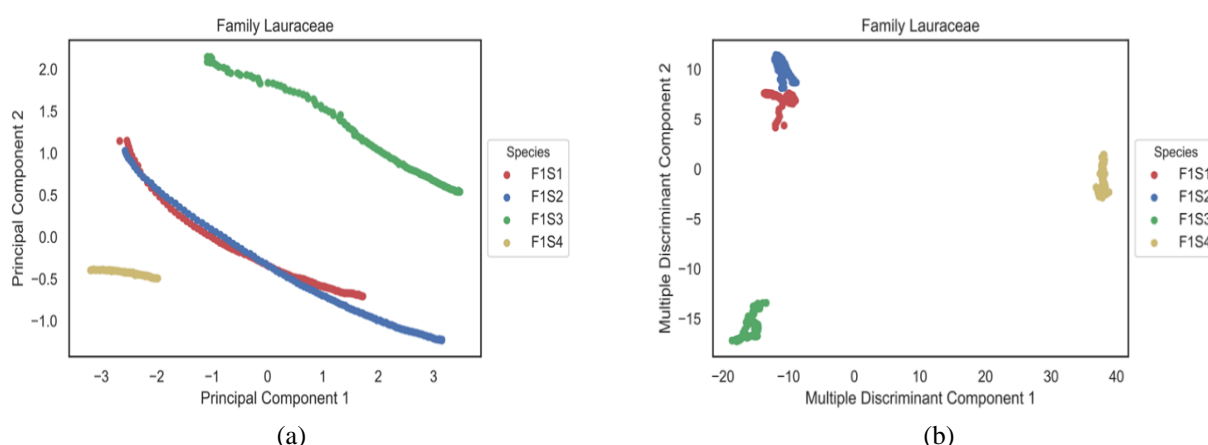 Family Lauraceae
Principal Component 2
2.0
1.5
1.0
0.5
0.0
−0.5
−1.0
−3 −2 −1 0 1 2 3
Principal Component 1
Species
F1S1
F1S2
F1S3
F1S4
(a)
Family Lauraceae
Multiple Discriminant Component 2
10
5
0
−5
−10
−15
−20 −10 0 10 20 30 40
Multiple Discriminant Component 1
Species
F1S1
F1S2
F1S3
F1S4
(b)